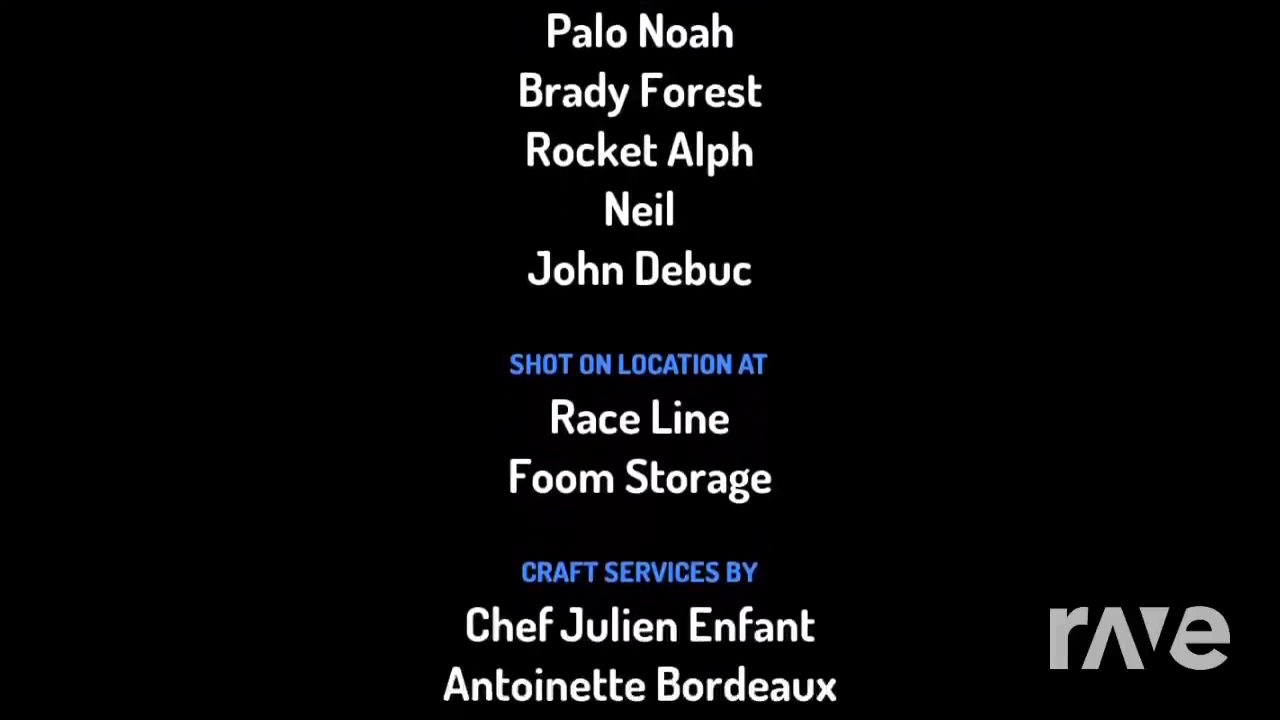 Palo Noah
Brady Forest
Rocket Alph
Neil
John Debuc
SHOT ON LOCATION AT
Race Line
Foom Storage
CRAFT SERVICES BY
Chef Julien Enfant
Antoinette Bordeaux
rave